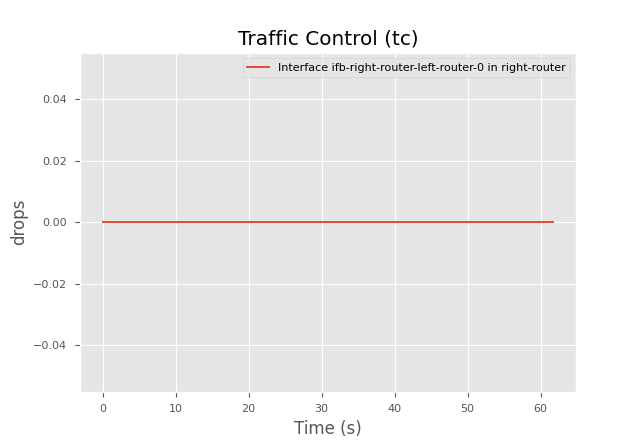 Traffic Control (tc)
Interface ifb-right-router-left-router-0 in right-router
0.04
0.02
0.00
−0.02
−0.04
drops
0 10 20 30 40 50 60
Time (s)